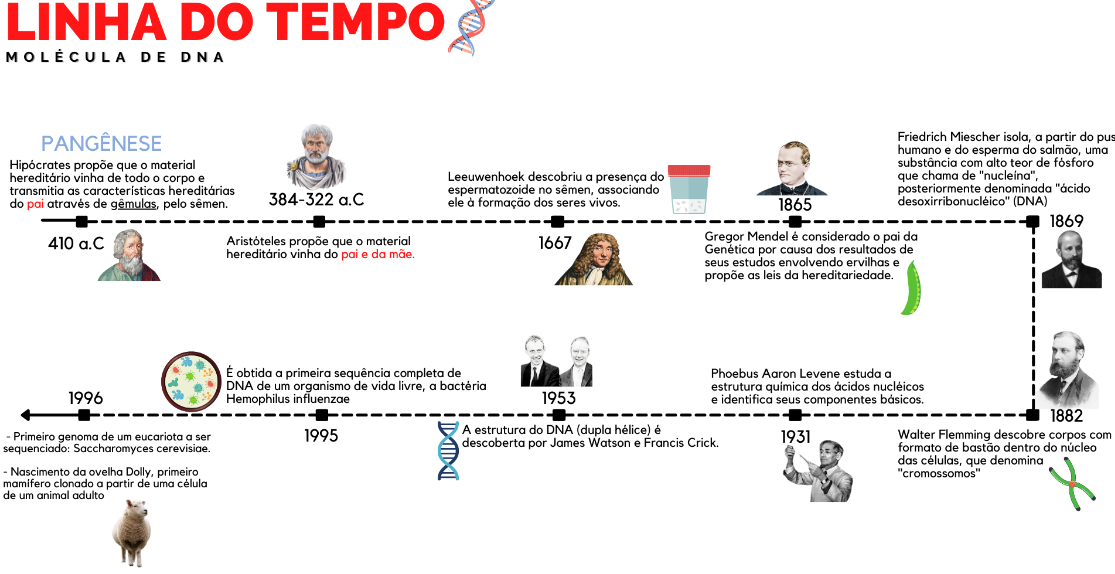 LINHA DO TEMPO
MOLÉCULA DE DNA
PANGÊNESE
Hipócrates propõe que o material
hereditário vinha de todo o corpo e
transmitia as características hereditárias
do pai através de gêmulas, pelo sêmen.
410 a.C
384-322 a.C
Aristóteles propõe que o material
hereditário vinha do pai e da mãe.
Leeuwenhoek descobriu a presença do
espermatozoide no sêmen, associando
ele à formação dos seres vivos.
1667
1865
Gregor Mendel é considerado o pai da
Genética por causa dos resultados de
seus estudos envolvendo ervilhas e
propõe as leis da hereditariedade.
Friedrich Miescher isola, a partir do pus
humano e do esperma do salmão, uma
substância com alto teor de fósforo
que chama de "nucleína",
posteriormente denominada "ácido
desoxirribonucléico" (DNA)
1869
1882
Walter Flemming descobre corpos com
formato de bastão dentro do núcleo
das células, que denomina
"cromossomos"
Phoebus Aaron Levene estuda a
estrutura química dos ácidos nucléicos
e identifica seus componentes básicos.
1931
1953
A estrutura do DNA (dupla hélice) é
descoberta por James Watson e Francis Crick.
É obtida a primeira sequência completa de
DNA de um organismo de vida livre, a bactéria
Hemophilus influenzae
1995
1996
- Primeiro genoma de um eucariota a ser
sequenciado: Saccharomyces cerevisiae.
- Nascimento da ovelha Dolly, primeiro
mamífero clonado a partir de uma célula
de um animal adulto